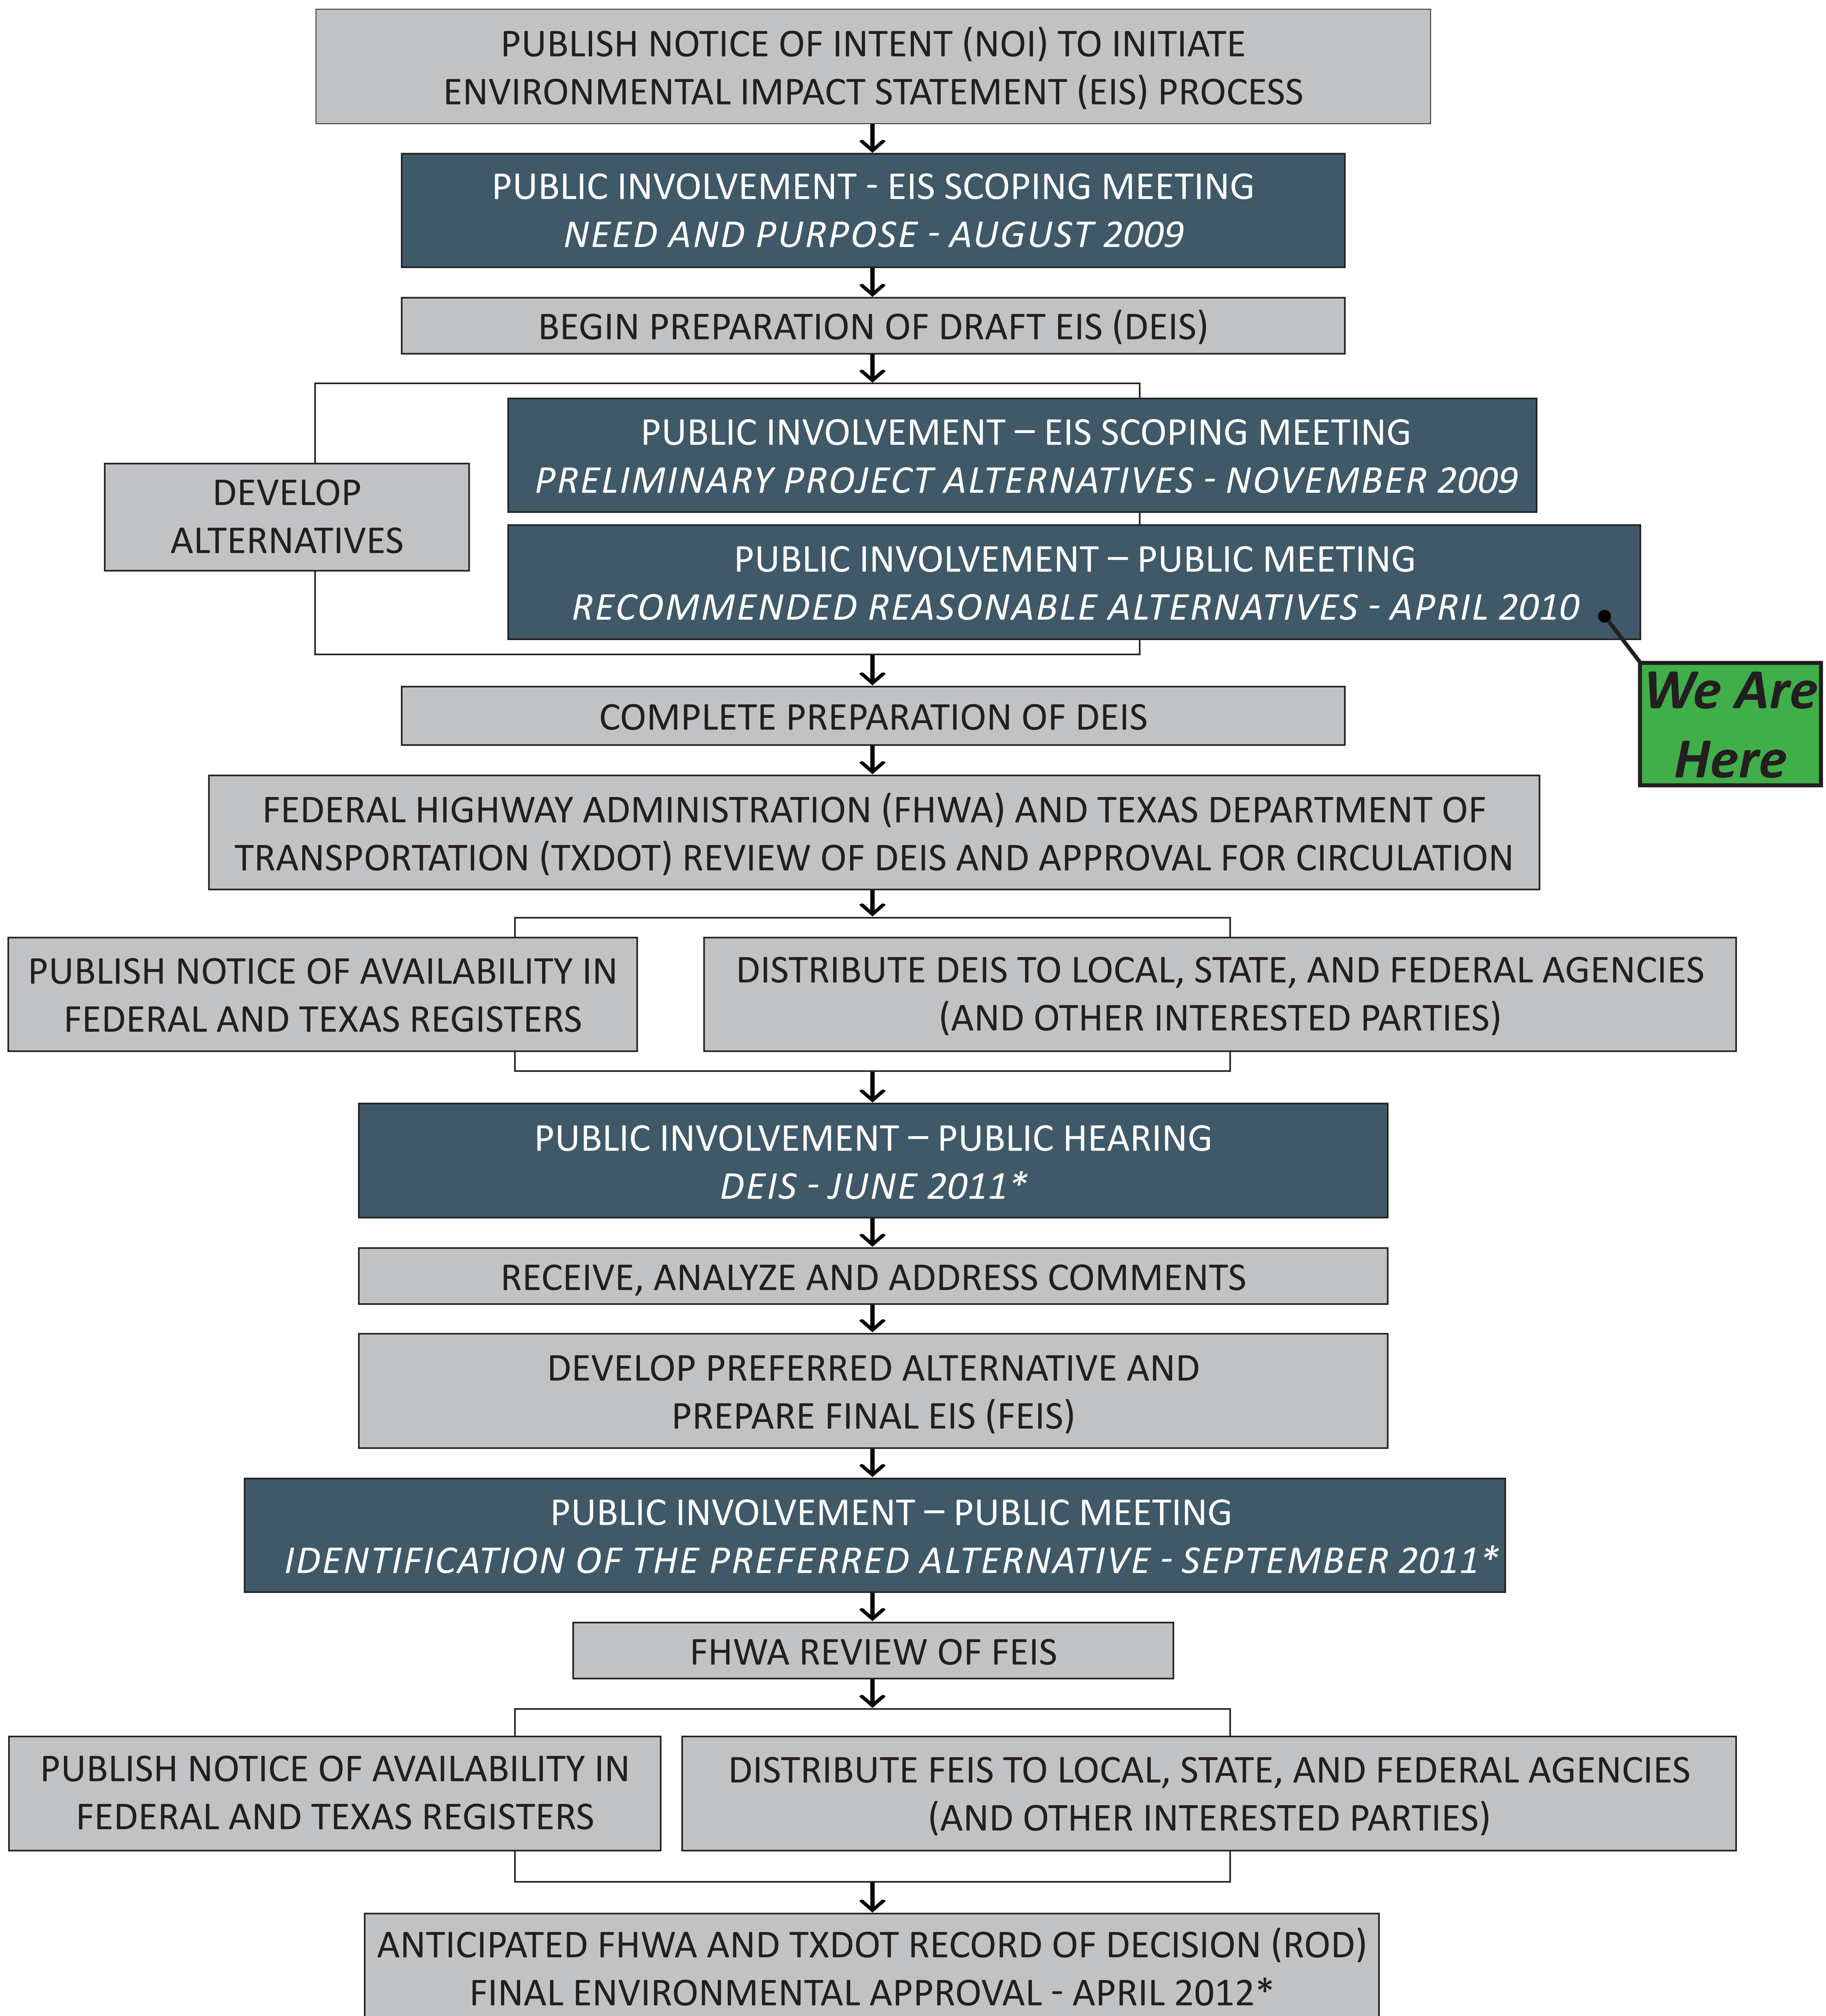 PUBLISH NOTICE OF INTENT (NOI) TO INITIATE
ENVIRONMENTAL IMPACT STATEMENT (EIS) PROCESS
PUBLIC INVOLVEMENT - EIS SCOPING MEETING
NEED AND PURPOSE - AUGUST 2009
BEGIN PREPARATION OF DRAFT EIS (DEIS)
DEVELOP
ALTERNATIVES
PUBLIC INVOLVEMENT – EIS SCOPING MEETING
PRELIMINARY PROJECT ALTERNATIVES - NOVEMBER 2009
PUBLIC INVOLVEMENT – PUBLIC MEETING
RECOMMENDED REASONABLE ALTERNATIVES - APRIL 2010
We Are
Here
COMPLETE PREPARATION OF DEIS
FEDERAL HIGHWAY ADMINISTRATION (FHWA) AND TEXAS DEPARTMENT OF
TRANSPORTATION (TXDOT) REVIEW OF DEIS AND APPROVAL FOR CIRCULATION
PUBLISH NOTICE OF AVAILABILITY IN
FEDERAL AND TEXAS REGISTERS
DISTRIBUTE DEIS TO LOCAL, STATE, AND FEDERAL AGENCIES
(AND OTHER INTERESTED PARTIES)
PUBLIC INVOLVEMENT – PUBLIC HEARING
DEIS - JUNE 2011*
RECEIVE, ANALYZE AND ADDRESS COMMENTS
DEVELOP PREFERRED ALTERNATIVE AND
PREPARE FINAL EIS (FEIS)
PUBLIC INVOLVEMENT – PUBLIC MEETING
IDENTIFICATION OF THE PREFERRED ALTERNATIVE - SEPTEMBER 2011*
FHWA REVIEW OF FEIS
PUBLISH NOTICE OF AVAILABILITY IN
FEDERAL AND TEXAS REGISTERS
DISTRIBUTE FEIS TO LOCAL, STATE, AND FEDERAL AGENCIES
(AND OTHER INTERESTED PARTIES)
ANTICIPATED FHWA AND TXDOT RECORD OF DECISION (ROD)
FINAL ENVIRONMENTAL APPROVAL - APRIL 2012*